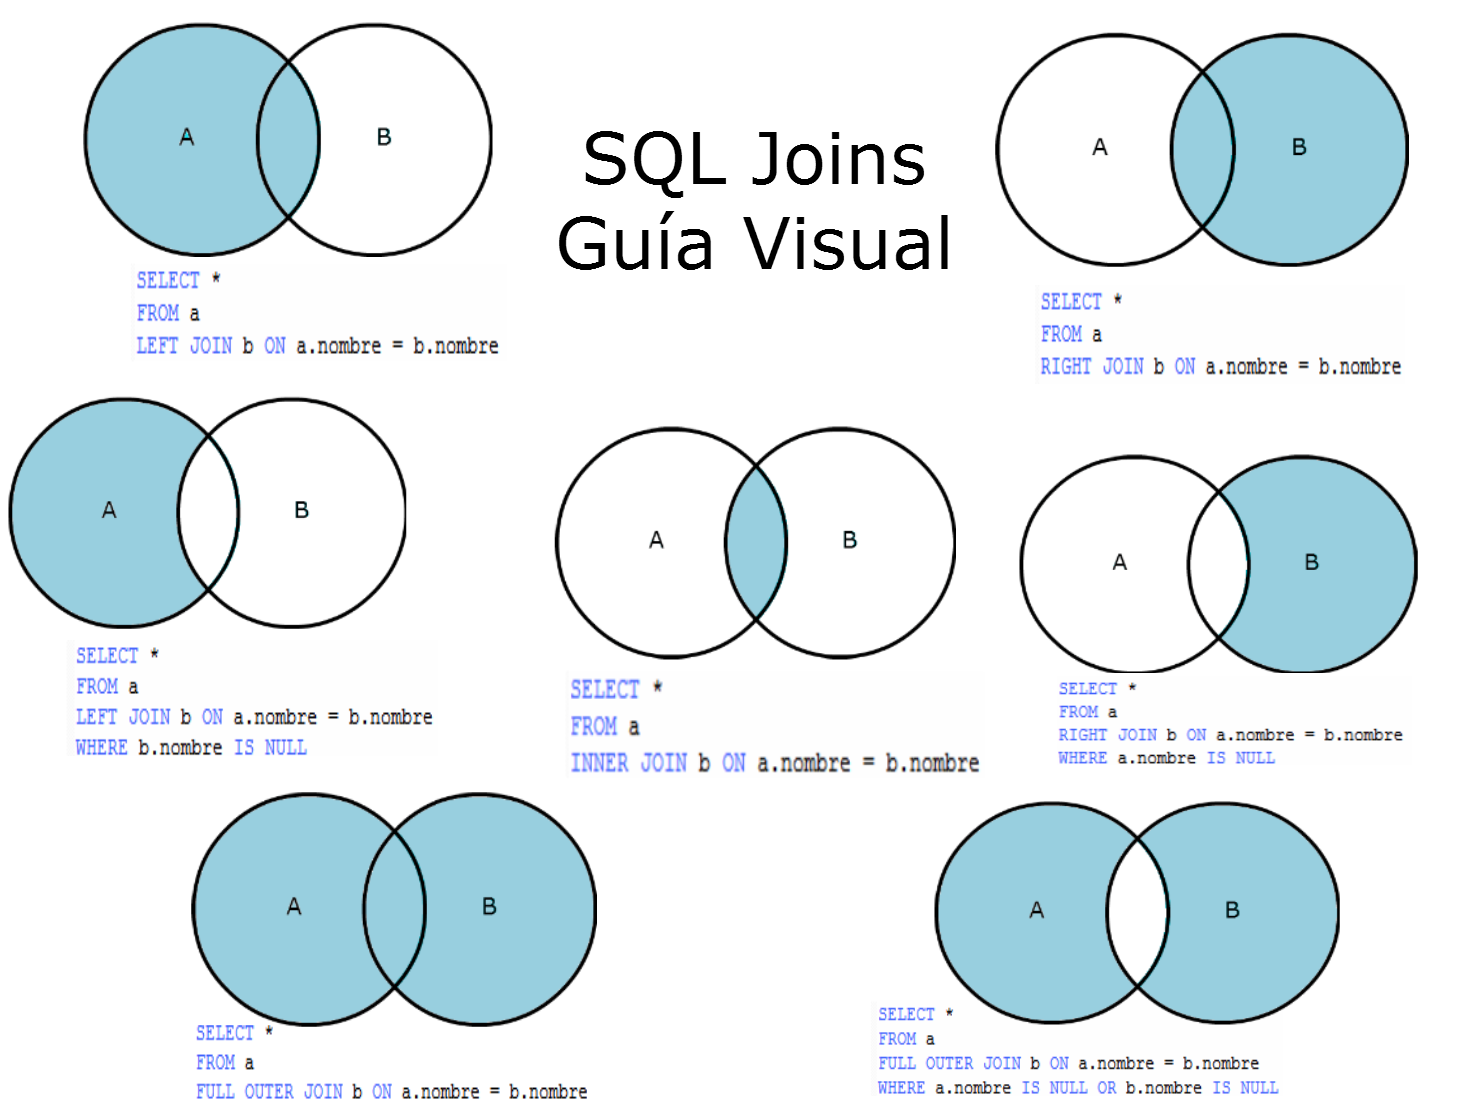 A
B
SELECT *
FROM a
LEFT JOIN b ON a.nombre = b.nombre
SQL Joins
Guía Visual
A
B
SELECT *
FROM a
RIGHT JOIN b ON a.nombre = b.nombre
A
B
SELECT *
FROM a
LEFT JOIN b ON a.nombre = b.nombre
WHERE b.nombre IS NULL
A
B
SELECT *
FROM a
INNER JOIN b ON a.nombre = b.nombre
A
B
SELECT *
FROM a
RIGHT JOIN b ON a.nombre = b.nombre
WHERE a.nombre IS NULL
A
B
SELECT *
FROM a
FULL OUTER JOIN b ON a.nombre = b.nombre
A
B
SELECT *
FROM a
FULL OUTER JOIN b ON a.nombre = b.nombre
WHERE a.nombre IS NULL OR b.nombre IS NULL